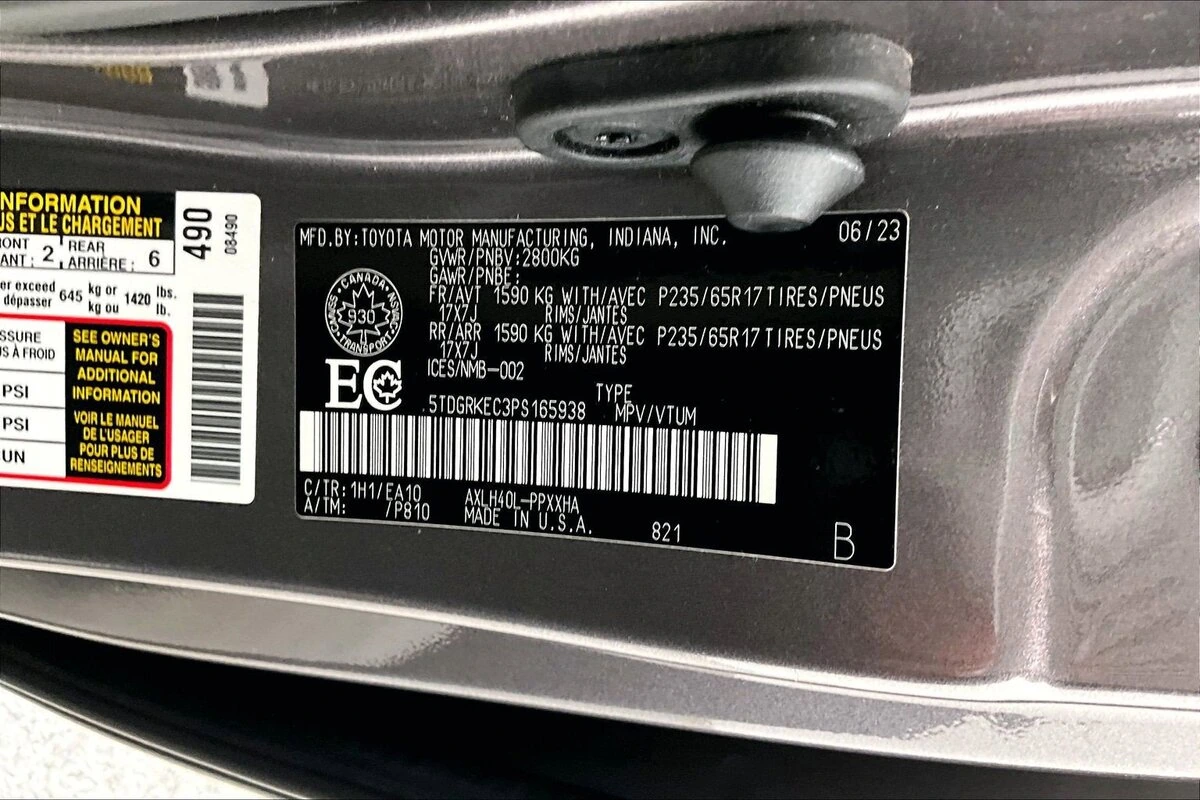 NFORMATION
US ET LE CHARGEMENT
ONT 2 REAR 6
ANT: ARRIÈRE:
er exceed 645 kg or 1420 lbs.
dépasser kg ou lb.
SSURE
S À FROID
PSI
PSI
UN
SEE OWNER'S
MANUAL FOR
ADDITIONAL
INFORMATION
VOIR LE MANUEL
DE L'USAGER
POUR PLUS DE
RENSEIGNEMENTS
490
08490
MFD.BY:TOYOTA MOTOR MANUFACTURING, INDIANA, INC. 06/23
GVWR/PNBV:2800KG
GAWR/PNBE:
FR/AVT 1590 KG WITH/AVEC P235/65R17 TIRES/PNEUS
17X7J RIMS/JANTES
RR/ARR 1590 KG WITH/AVEC P235/65R17 TIRES/PNEUS
17X7J RIMS/JANTES
ICES/NMB-002
CANADA
930
TRANSPORT
EC
TYPE
5TDGRKEC3PS165938 MPV/VTUM
C/TR:1H1/EA10 AXLH40L-PPXXHA
A/TM: /P810 MADE IN U.S.A. 821
B